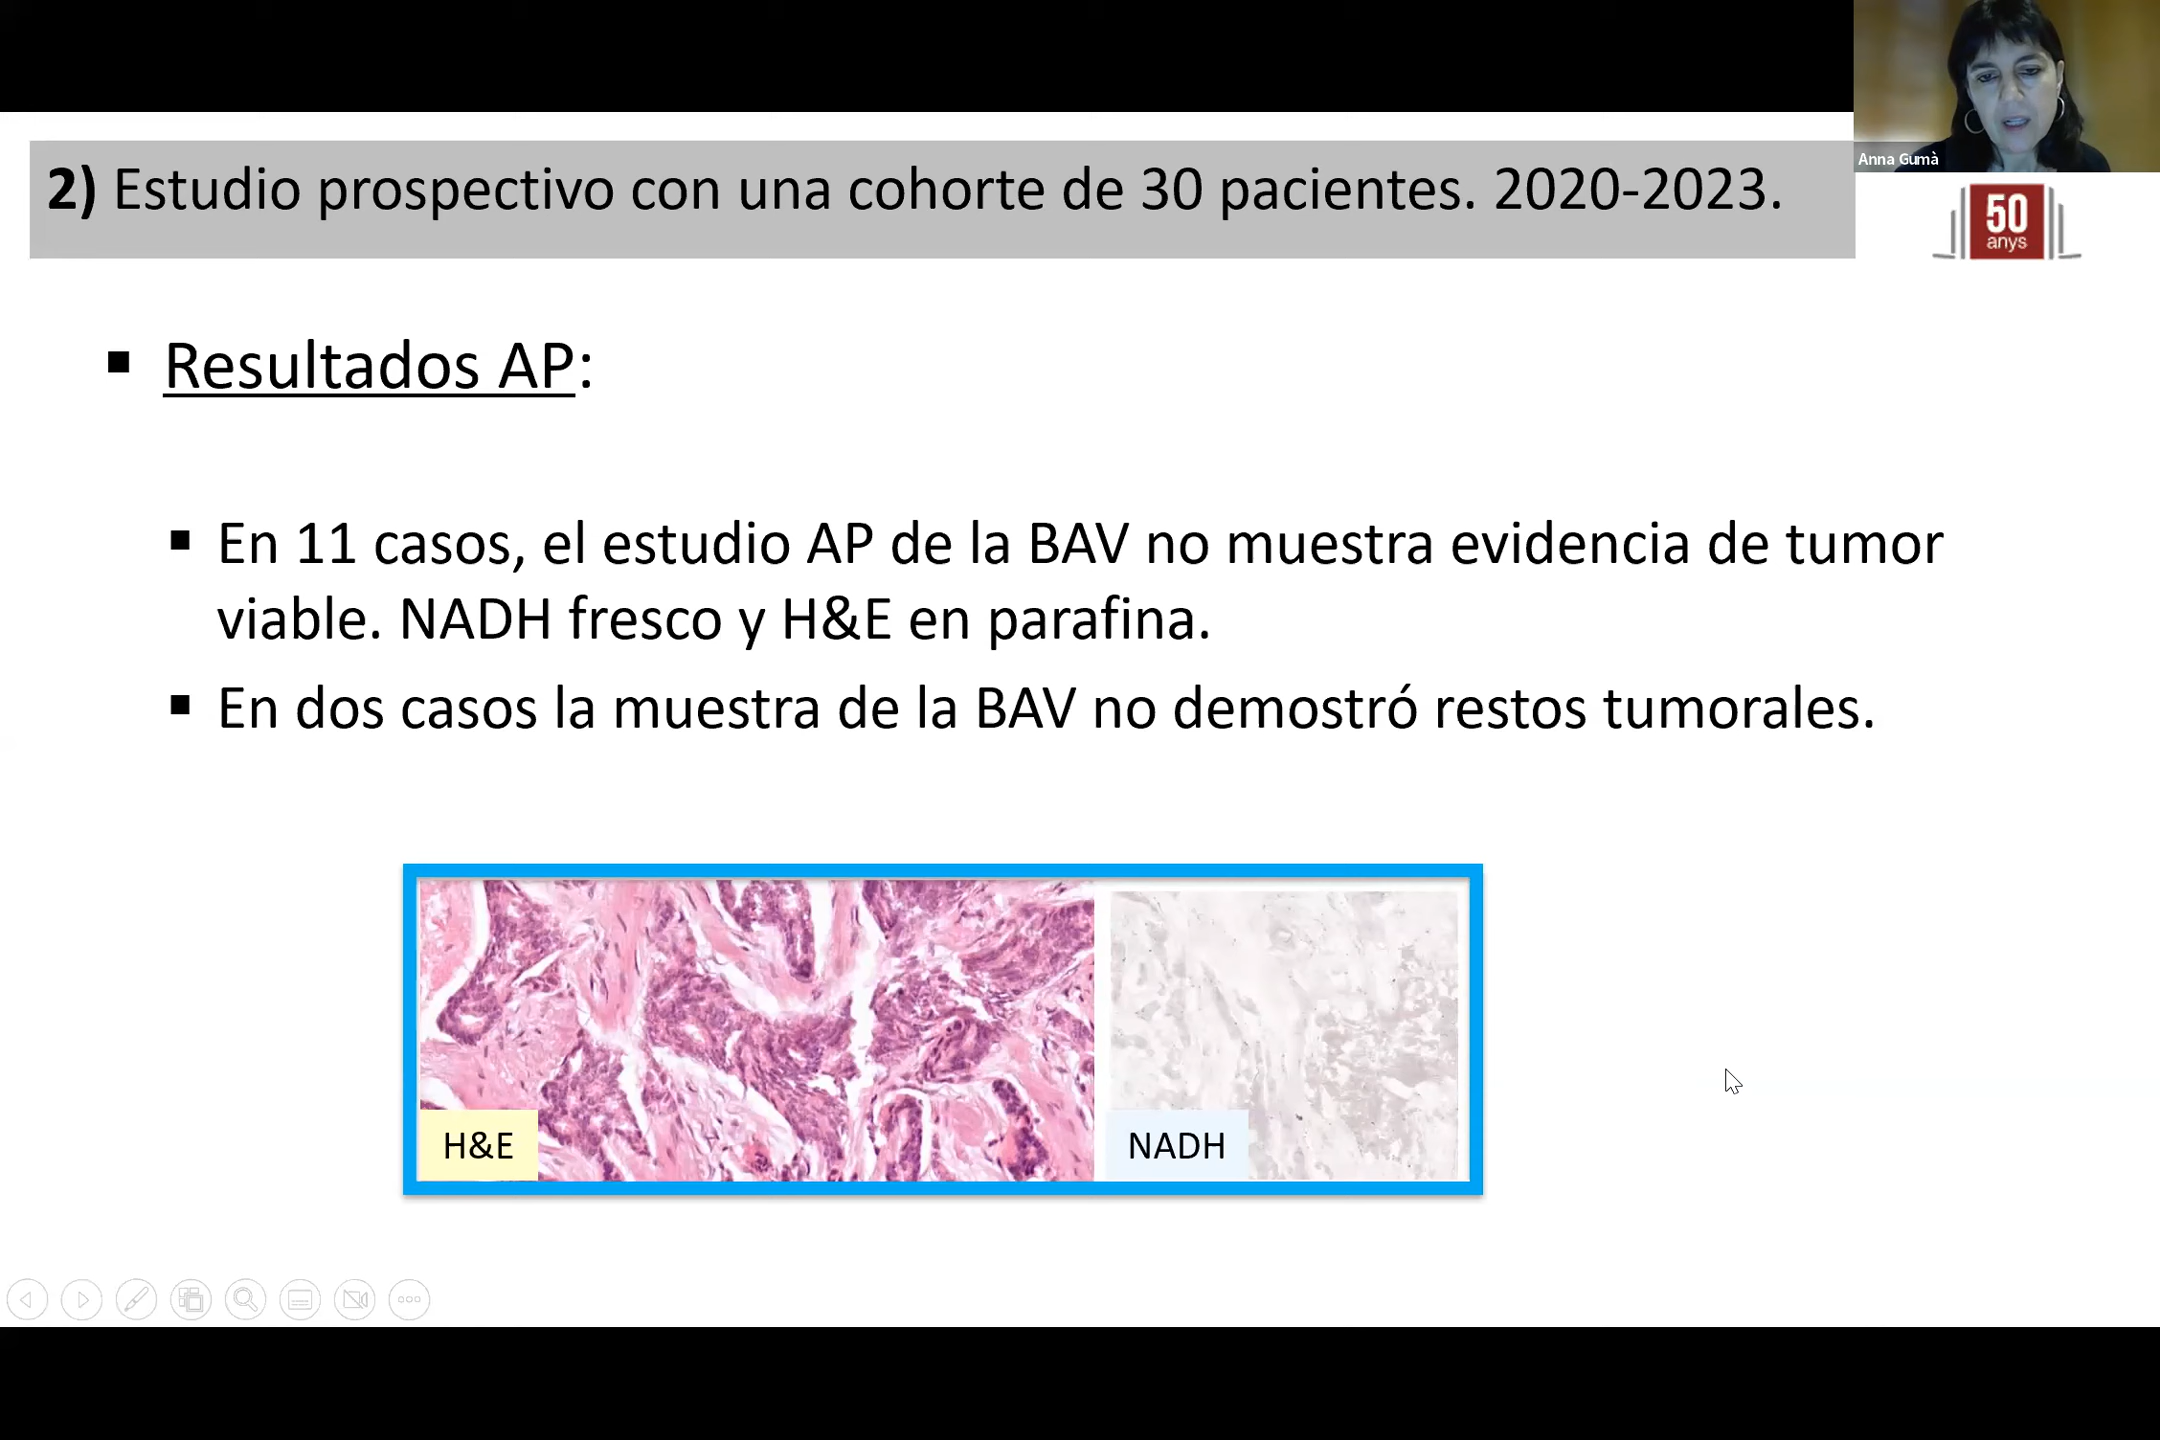 Anna Gumà
2) Estudio prospectivo con una cohorte de 30 pacientes. 2020-2023.
50
anys
Resultados AP:
En 11 casos, el estudio AP de la BAV no muestra evidencia de tumor
viable. NADH fresco y H&E en parafina.
En dos casos la muestra de la BAV no demostró restos tumorales.
H&E
NADH